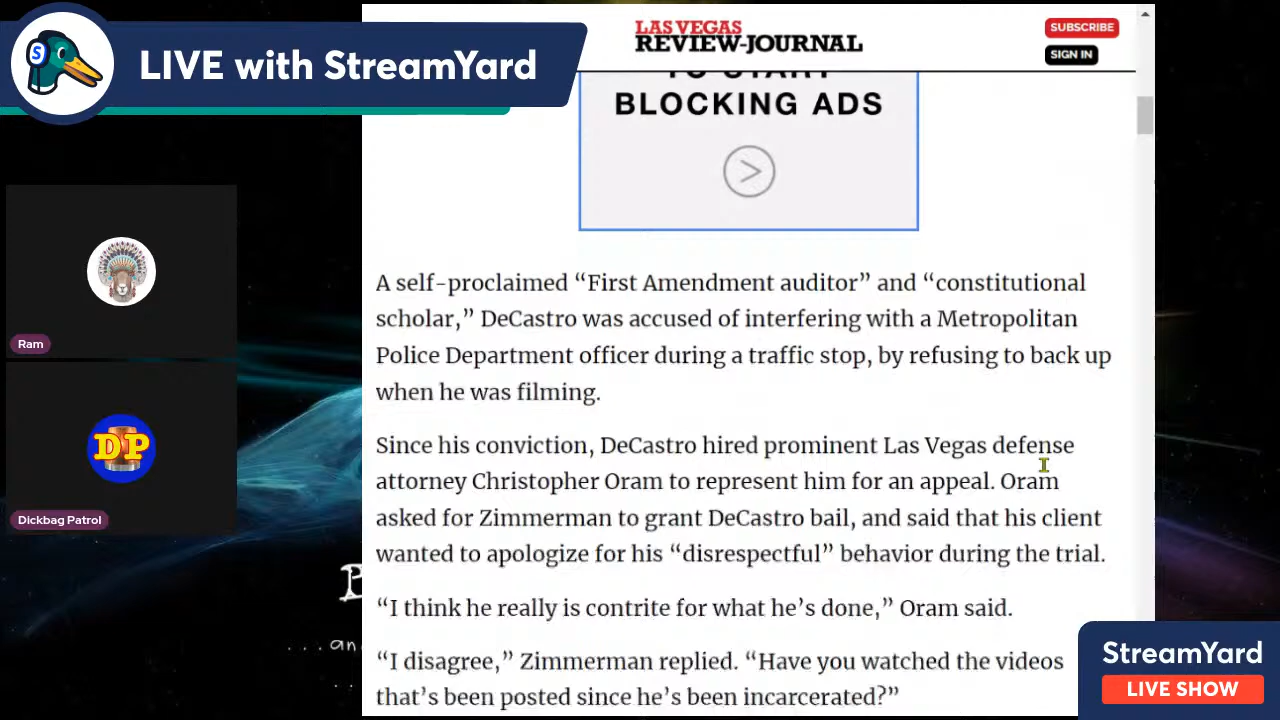 LIVE with StreamYard
LAS VEGAS
REVIEW-JOURNAL
SUBSCRIBE
SIGN IN
TO START
BLOCKING ADS
A self-proclaimed “First Amendment auditor” and “constitutional
scholar,” DeCastro was accused of interfering with a Metropolitan
Police Department officer during a traffic stop, by refusing to back up
when he was filming.
Since his conviction, DeCastro hired prominent Las Vegas defense
attorney Christopher Oram to represent him for an appeal. Oram
asked for Zimmerman to grant DeCastro bail, and said that his client
wanted to apologize for his “disrespectful” behavior during the trial.
“I think he really is contrite for what he’s done,” Oram said.
“I disagree,” Zimmerman replied. “Have you watched the videos
that’s been posted since he’s been incarcerated?”
S
Ram
DP
Dickbag Patrol
...an
StreamYard
LIVE SHOW